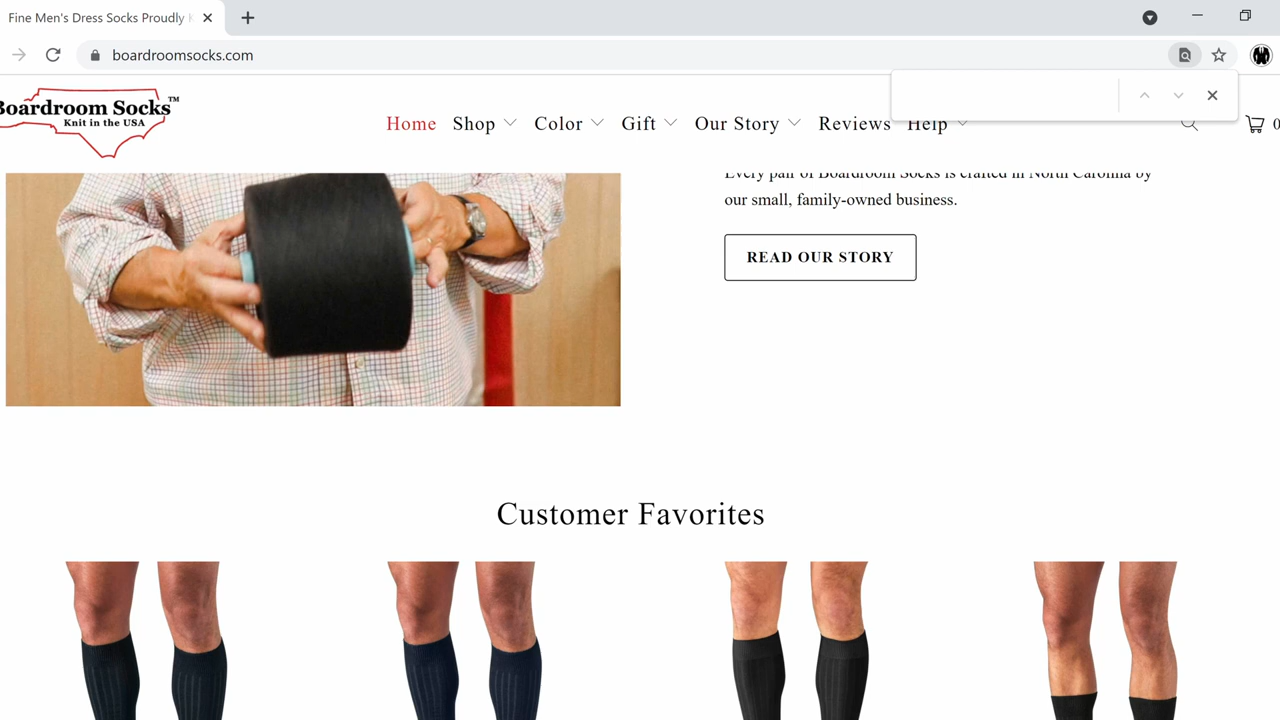 Fine Men's Dress Socks Proudly
boardroomsocks.com
Boardroom Socks™
Knit in the USA
Home Shop Color Gift Our Story Reviews Help
0
Every pair of Boardroom Socks is crafted in North Carolina by
our small, family-owned business.
READ OUR STORY
Customer Favorites